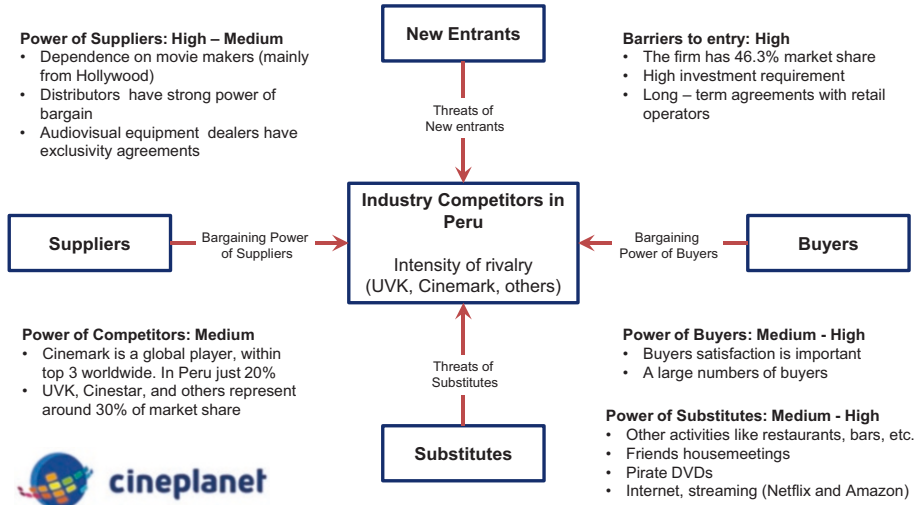 Power of Suppliers: High – Medium
• Dependence on movie makers (mainly
from Hollywood)
• Distributors have strong power of
bargain
• Audiovisual equipment dealers have
exclusivity agreements
New Entrants
Barriers to entry: High
• The firm has 46.3% market share
• High investment requirement
• Long – term agreements with retail
operators
Threats of
New entrants
Suppliers
Bargaining Power
of Suppliers
Industry Competitors in
Peru
Intensity of rivalry
(UVK, Cinemark, others)
Bargaining
Power of Buyers
Buyers
Power of Competitors: Medium
• Cinemark is a global player, within
top 3 worldwide. In Peru just 20%
• UVK, Cinestar, and others represent
around 30% of market share
Threats of
Substitutes
Substitutes
Power of Buyers: Medium - High
• Buyers satisfaction is important
• A large numbers of buyers
Power of Substitutes: Medium - High
• Other activities like restaurants, bars, etc.
• Friends housemeetings
• Pirate DVDs
• Internet, streaming (Netflix and Amazon)
cineplanet